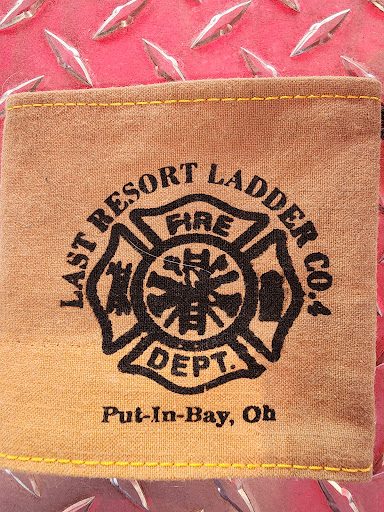 LAST RESORT LADDER CO.4
FIRE
DEPT.
Put-In-Bay, Oh